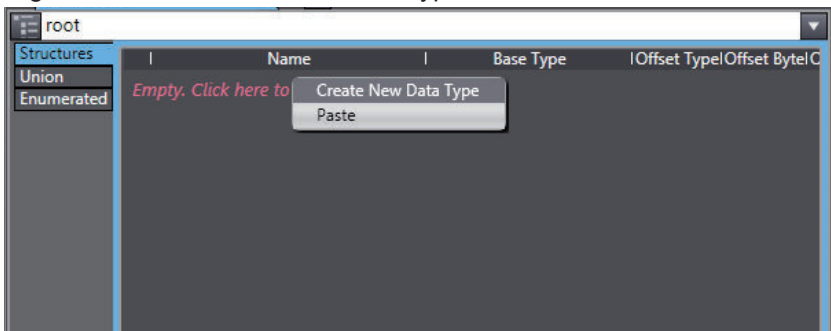 root
Structures
Union
Enumerated
Name Base Type Offset Type Offset Byte
Empty. Click here to
Create New Data Type
Paste